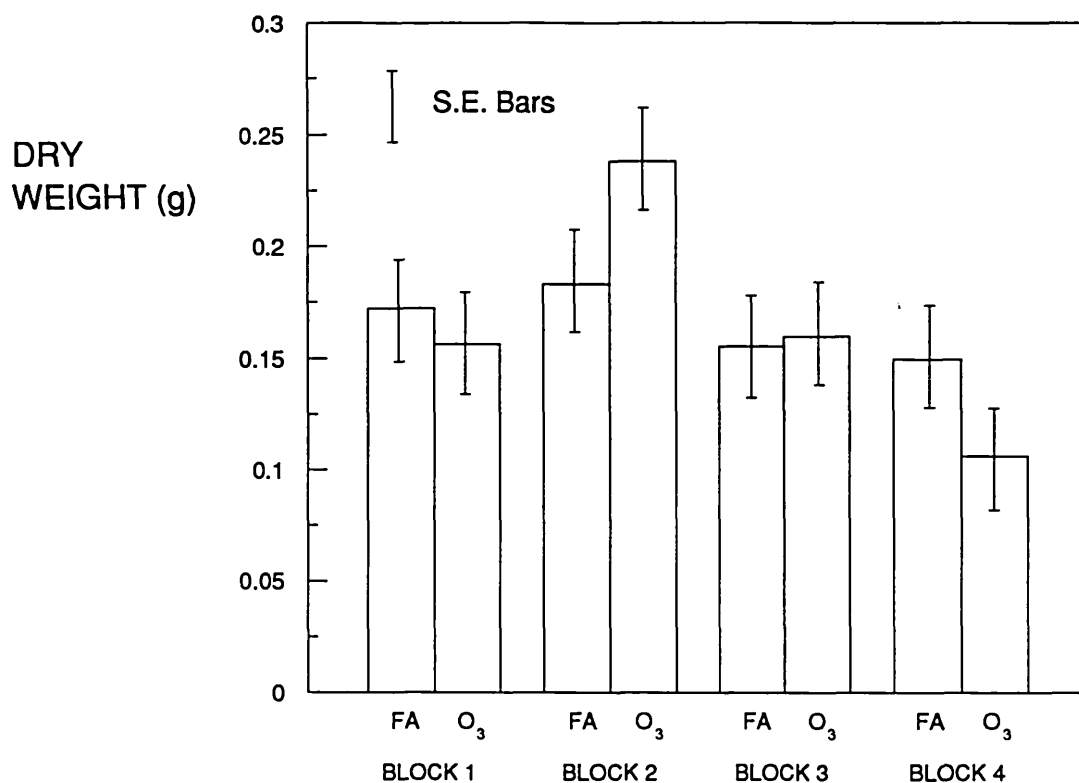 0.3
S.E. Bars
0.25
DRY
WEIGHT (g)
0.2
0.15
0.1
0.05
0
FA O₃ FA O₃ FA O₃ FA O₃
BLOCK 1 BLOCK 2 BLOCK 3 BLOCK 4